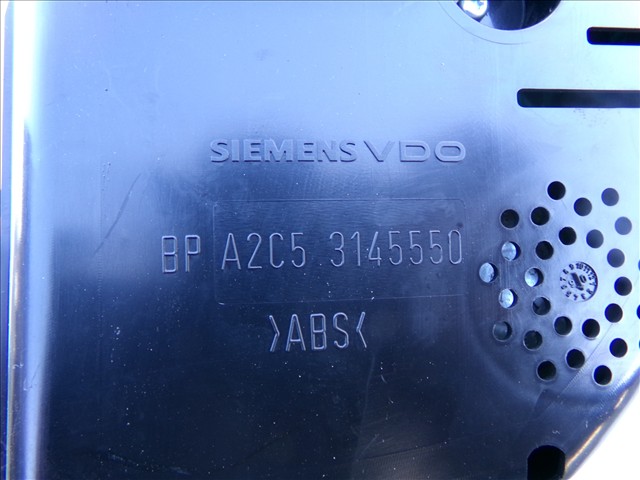 SIEMENS VDO
BP A2C5 3145550
>ABS<